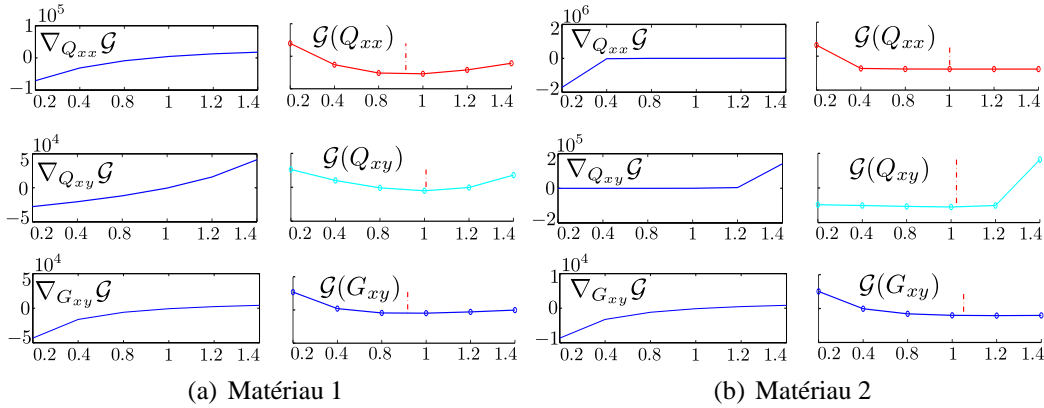 10^5
1
0
−1
∇_{Q_{xx}} 𝒢
0.2 0.4 0.8 1 1.2 1.4
𝒢(Q_{xx})
0.2 0.4 0.8 1 1.2 1.4
10^6
2
0
−2
∇_{Q_{xx}} 𝒢
0.2 0.4 0.8 1 1.2 1.4
𝒢(Q_{xx})
0.2 0.4 0.8 1 1.2 1.4
10^4
5
0
−5
∇_{Q_{xy}} 𝒢
0.2 0.4 0.8 1 1.2 1.4
𝒢(Q_{xy})
0.2 0.4 0.8 1 1.2 1.4
10^5
2
0
−2
∇_{Q_{xy}} 𝒢
0.2 0.4 0.8 1 1.2 1.4
𝒢(Q_{xy})
0.2 0.4 0.8 1 1.2 1.4
10^4
5
0
−5
∇_{G_{xy}} 𝒢
0.2 0.4 0.8 1 1.2 1.4
𝒢(G_{xy})
0.2 0.4 0.8 1 1.2 1.4
10^4
1
0
−1
∇_{G_{xy}} 𝒢
0.2 0.4 0.8 1 1.2 1.4
𝒢(G_{xy})
0.2 0.4 0.8 1 1.2 1.4
(a) Matériau 1
(b) Matériau 2